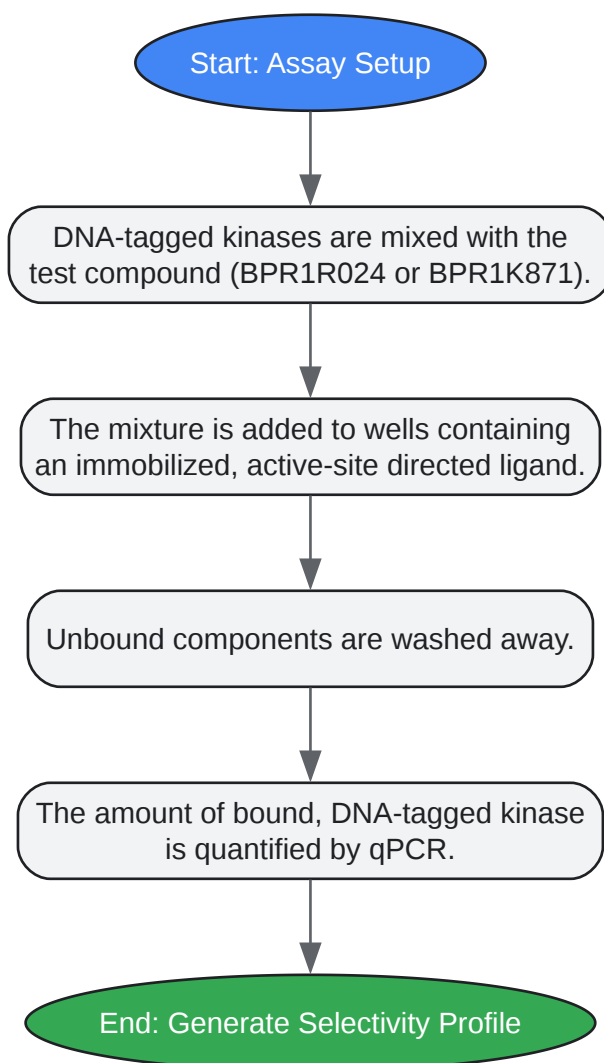 Start: Assay Setup
DNA-tagged kinases are mixed with the
test compound (BPR1R024 or BPR1K871).
The mixture is added to wells containing
an immobilized, active-site directed ligand.
Unbound components are washed away.
The amount of bound, DNA-tagged kinase
is quantified by qPCR.
End: Generate Selectivity Profile